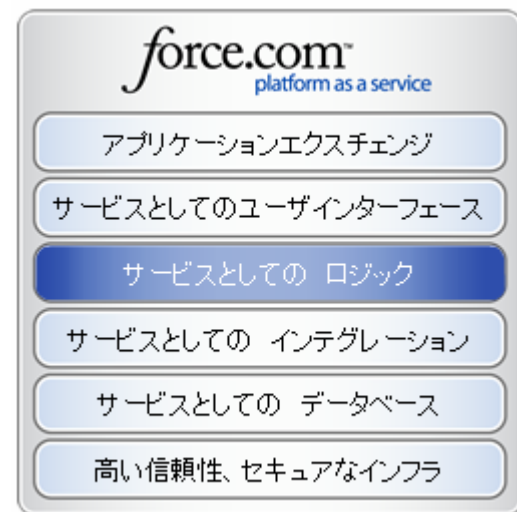 force.com™
platform as a service
アプリケーションエクスチェンジ
サービスとしてのユーザインターフェース
サービスとしての ロジック
サービスとしての インテグレーション
サービスとしての データベース
高い信頼性、セキュアなインフラ